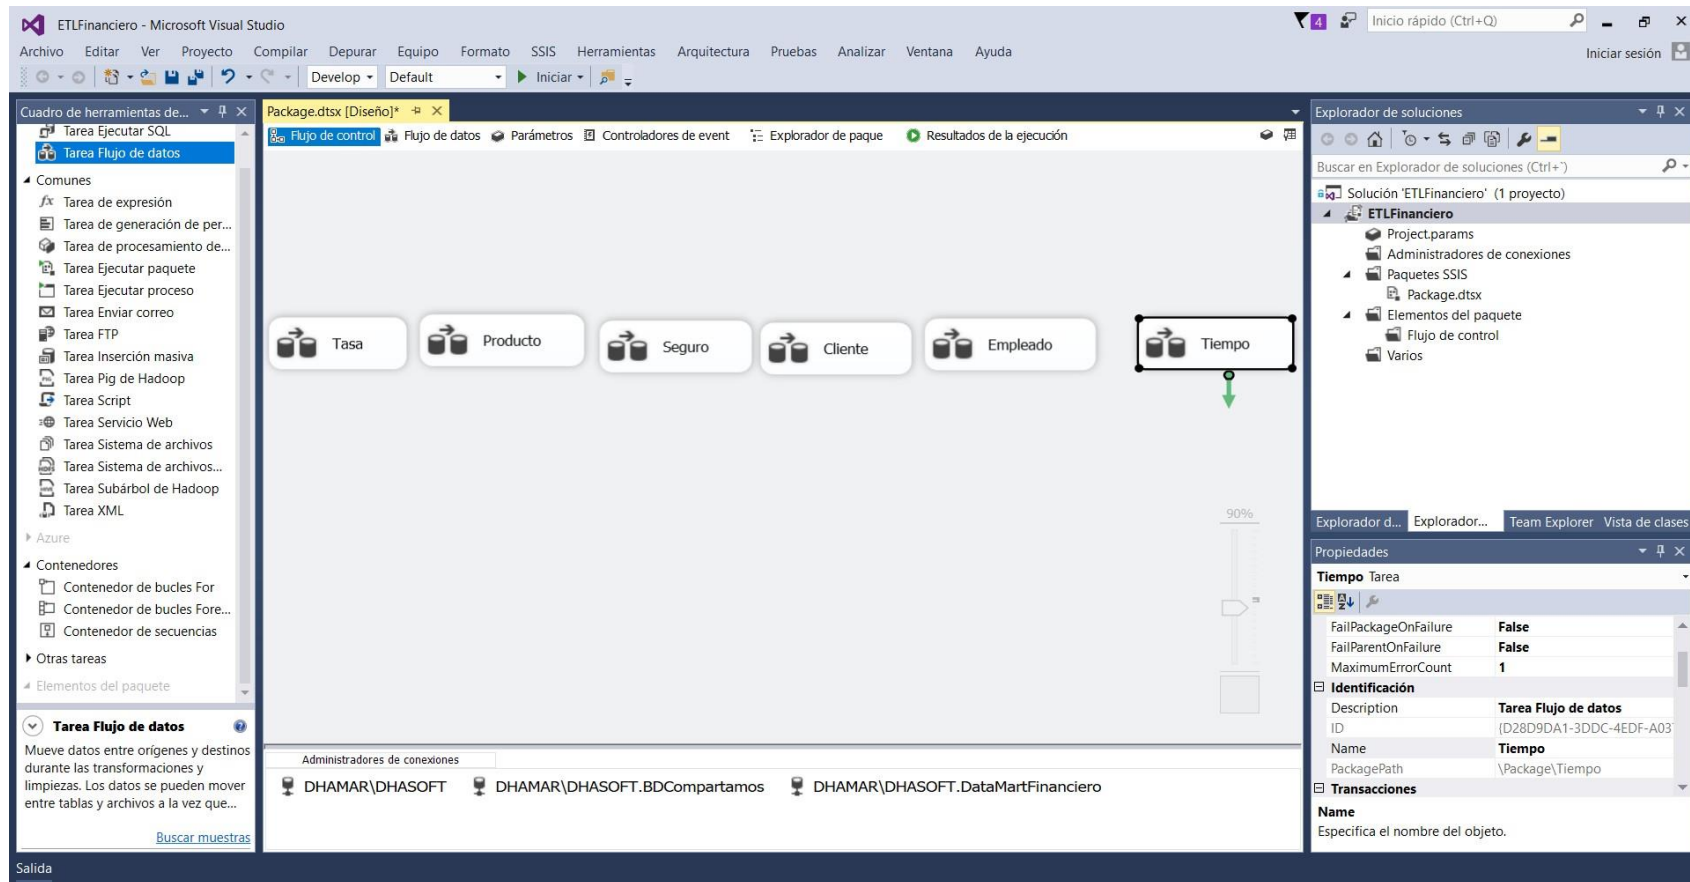 ETLFinanciero - Microsoft Visual Studio
4
Inicio rápido (Ctrl+Q)
Archivo Editar Ver Proyecto Compilar Depurar Equipo Formato SSIS Herramientas Arquitectura Pruebas Analizar Ventana Ayuda
Iniciar sesión
Develop Default Iniciar
Cuadro de herramientas de...
Tarea Ejecutar SQL
Tarea Flujo de datos
Comunes
Tarea de expresión
Tarea de generación de per...
Tarea de procesamiento de...
Tarea Ejecutar paquete
Tarea Ejecutar proceso
Tarea Enviar correo
Tarea FTP
Tarea Inserción masiva
Tarea Pig de Hadoop
Tarea Script
Tarea Servicio Web
Tarea Sistema de archivos
Tarea Sistema de archivos...
Tarea Subárbol de Hadoop
Tarea XML
Azure
Contenedores
Contenedor de bucles For
Contenedor de bucles Fore...
Contenedor de secuencias
Otras tareas
Elementos del paquete
Tarea Flujo de datos
Mueve datos entre orígenes y destinos
durante las transformaciones y
limpiezas. Los datos se pueden mover
entre tablas y archivos a la vez que...
Buscar muestras
Package.dtsx [Diseño]*
Flujo de control Flujo de datos Parámetros Controladores de event Explorador de paque Resultados de la ejecución
Tasa Producto Seguro Cliente Empleado Tiempo
90%
Administradores de conexiones
DHAMAR\DHASOFT DHAMAR\DHASOFT.BDCompartamos DHAMAR\DHASOFT.DataMartFinanciero
Explorador de soluciones
Buscar en Explorador de soluciones (Ctrl+¨)
Solución 'ETLFinanciero' (1 proyecto)
ETLFinanciero
Project.params
Administradores de conexiones
Paquetes SSIS
Package.dtsx
Elementos del paquete
Flujo de control
Varios
Explorador d... Explorador... Team Explorer Vista de clases
Propiedades
Tiempo Tarea
FailPackageOnFailure False
FailParentOnFailure False
MaximumErrorCount 1
Identificación
Description Tarea Flujo de datos
ID {D28D9DA1-3DDC-4EDF-A03
Name Tiempo
PackagePath \Package\Tiempo
Transacciones
Name
Especifica el nombre del objeto.
Salida